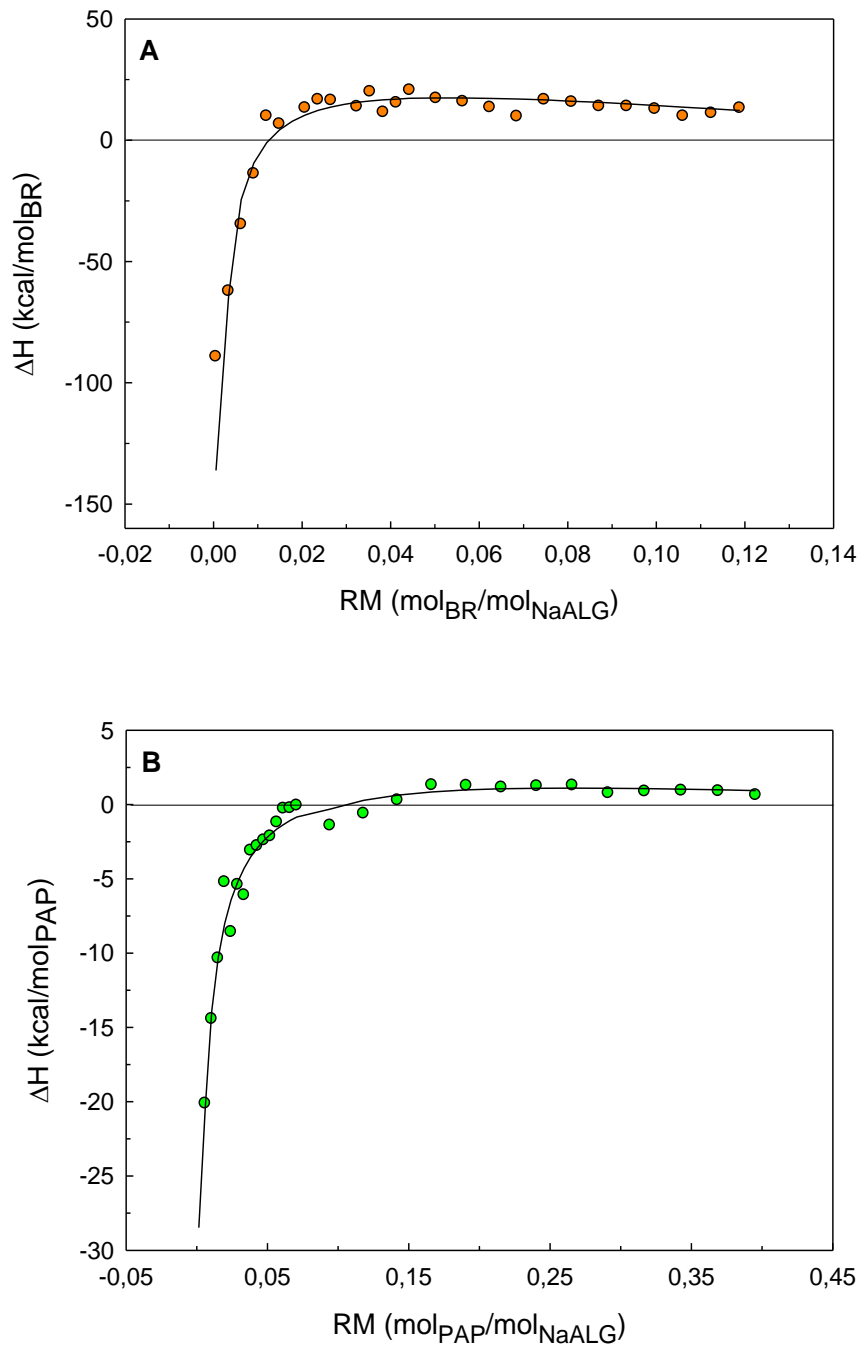 A
50
0
-50
-100
-150
ΔH (kcal/molBR)
-0,02 0,00 0,02 0,04 0,06 0,08 0,10 0,12 0,14
RM (molBR/molNaALG)
B
5
0
-5
-10
-15
-20
-25
-30
ΔH (kcal/molPAP)
-0,05 0,05 0,15 0,25 0,35 0,45
RM (molPAP/molNaALG)